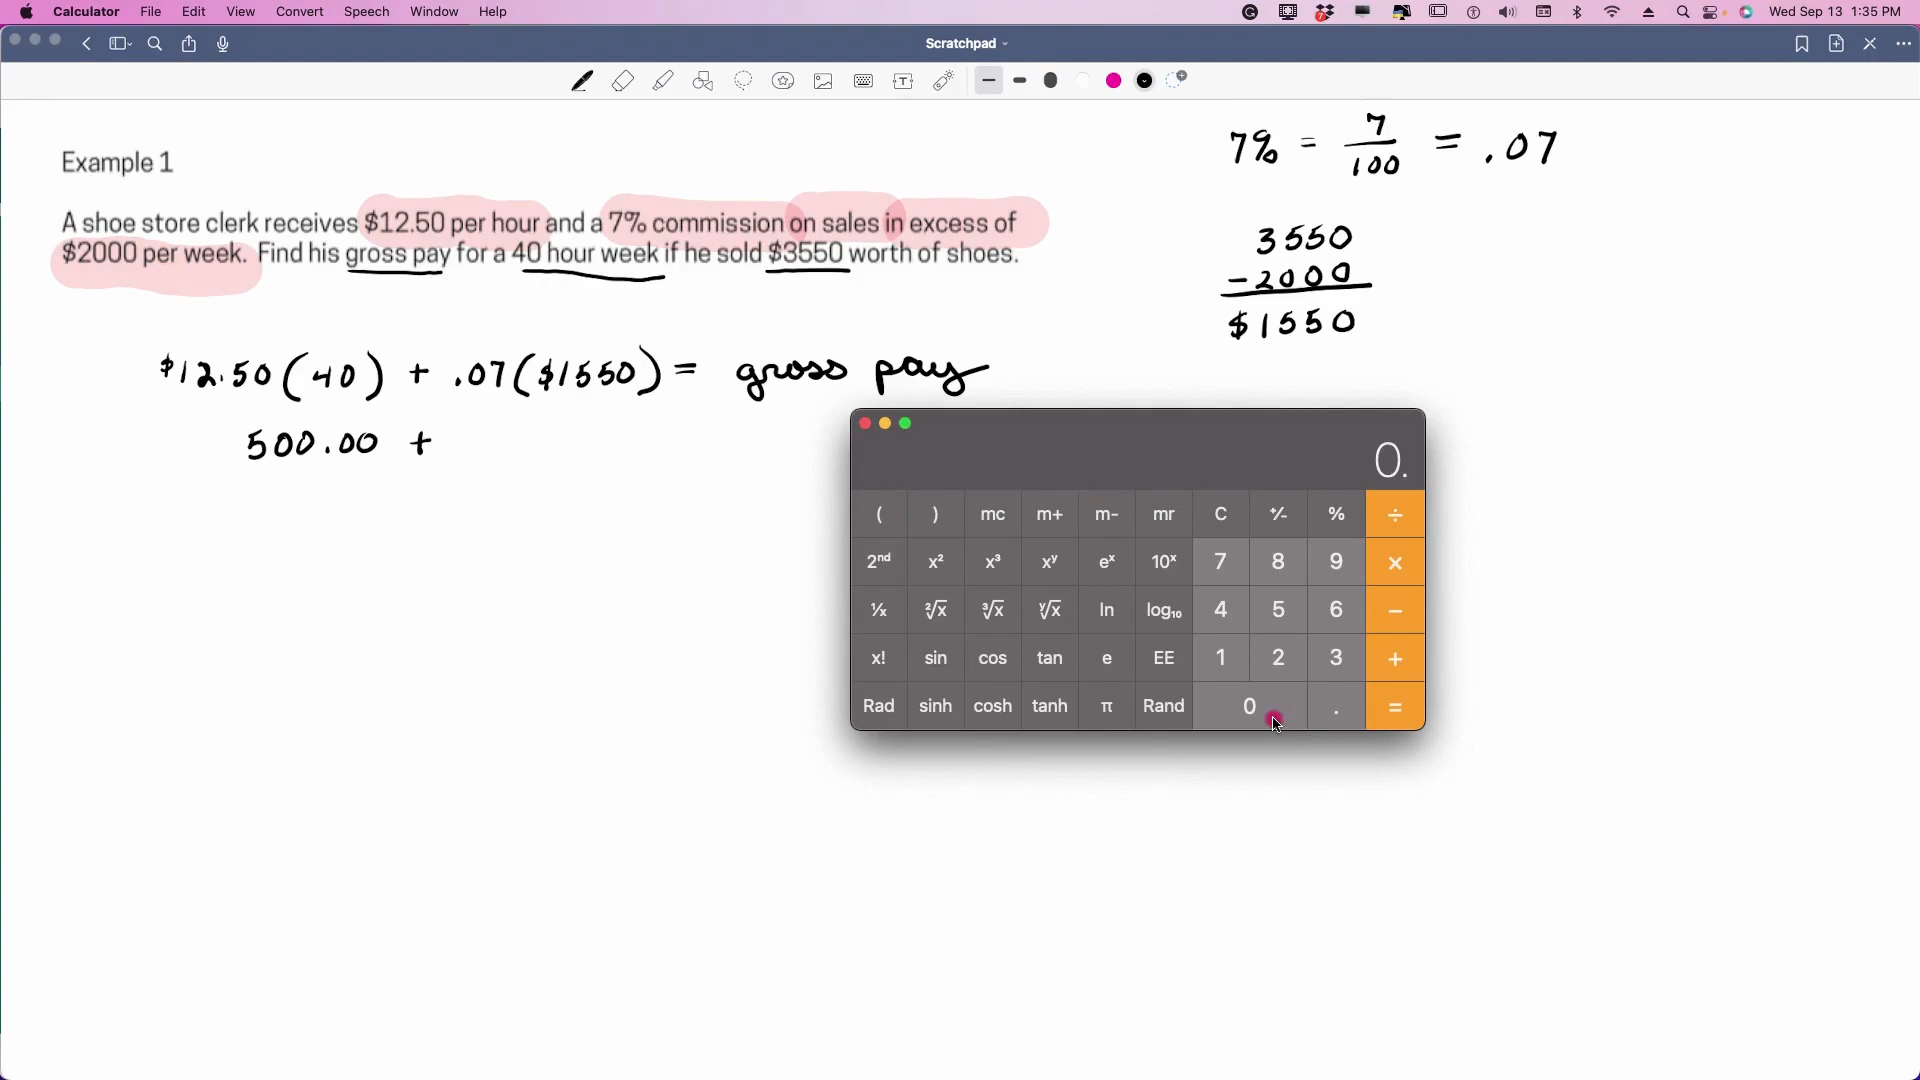 Calculator File Edit View Convert Speech Window Help Wed Sep 13 1:35 PM
Scratchpad
Example 1
A shoe store clerk receives $12.50 per hour and a 7% commission on sales in excess of
$2000 per week. Find his gross pay for a 40 hour week if he sold $3550 worth of shoes.
7% = 7/100 = .07
3550
-2000
$1550
$12.50(40) + .07($1550) = gross pay
500.00 +
0.
( ) mc m+ m- mr C +/- % ÷
2nd x² x³ xʸ eˣ 10ˣ 7 8 9 ×
1/x ²√x ³√x ʸ√x ln log₁₀ 4 5 6 −
x! sin cos tan e EE 1 2 3 +
Rad sinh cosh tanh π Rand 0 . =